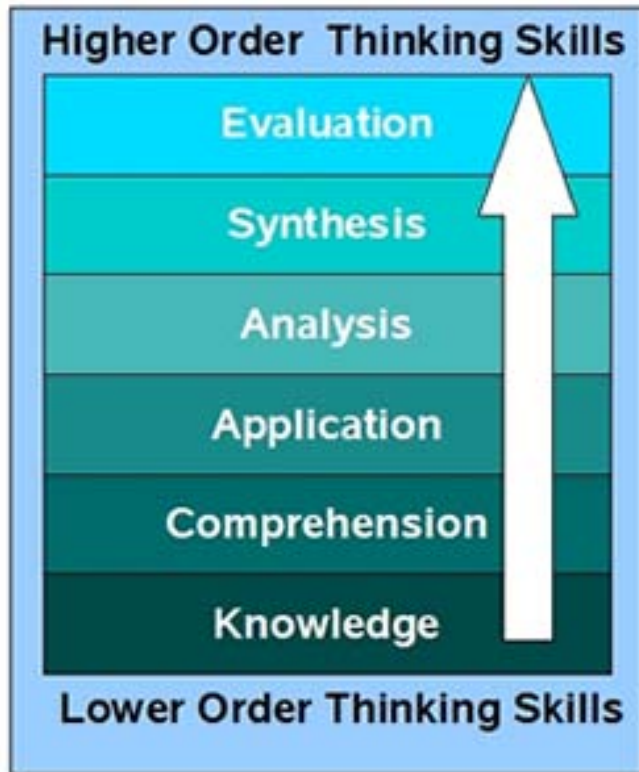 Higher Order Thinking Skills
Evaluation
Synthesis
Analysis
Application
Comprehension
Knowledge
Lower Order Thinking Skills